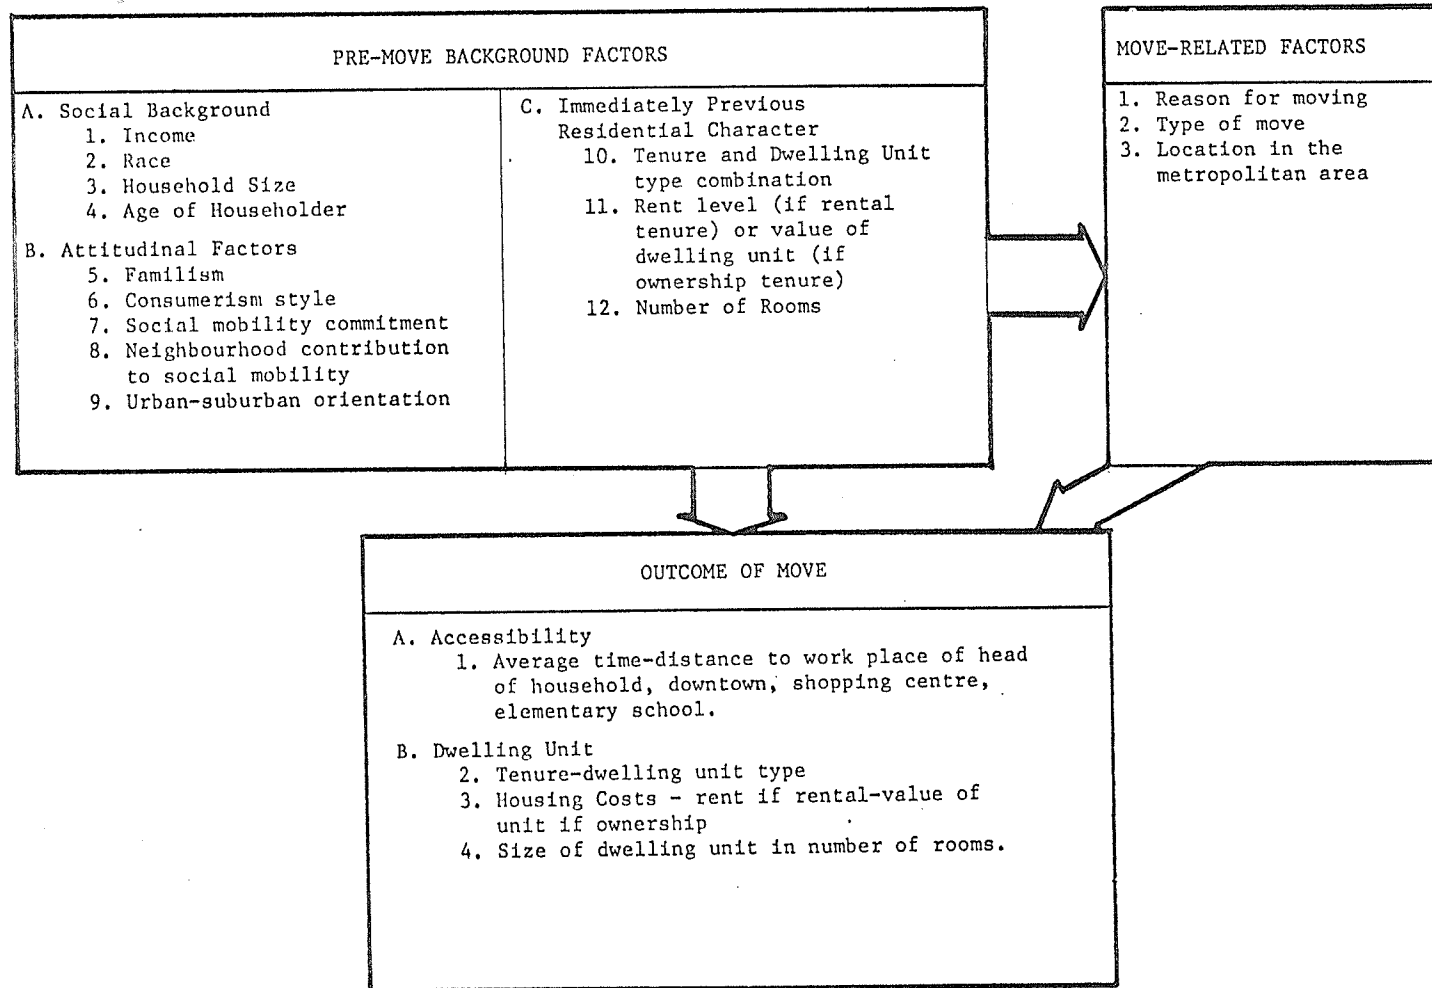 PRE-MOVE BACKGROUND FACTORS
A. Social Background
1. Income
2. Race
3. Household Size
4. Age of Householder
B. Attitudinal Factors
5. Familism
6. Consumerism style
7. Social mobility commitment
8. Neighbourhood contribution
to social mobility
9. Urban-suburban orientation
C. Immediately Previous
Residential Character
10. Tenure and Dwelling Unit
type combination
11. Rent level (if rental
tenure) or value of
dwelling unit (if
ownership tenure)
12. Number of Rooms
MOVE-RELATED FACTORS
1. Reason for moving
2. Type of move
3. Location in the
metropolitan area
OUTCOME OF MOVE
A. Accessibility
1. Average time-distance to work place of head
of household, downtown, shopping centre,
elementary school.
B. Dwelling Unit
2. Tenure-dwelling unit type
3. Housing Costs - rent if rental-value of
unit if ownership
4. Size of dwelling unit in number of rooms.